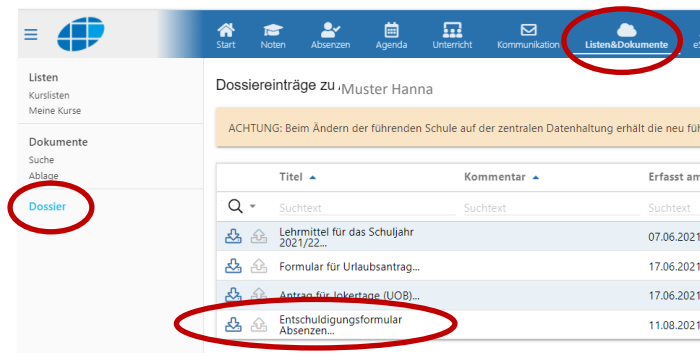 Start Noten Absenzen Agenda Unterricht Kommunikation Listen&Dokumente
Listen
Kurslisten
Meine Kurse
Dokumente
Suche
Ablage
Dossier
Dossiereinträge zu Muster Hanna
ACHTUNG: Beim Ändern der führenden Schule auf der zentralen Datenhaltung erhält die neu
Titel Kommentar Erfasst am
Suchtext Suchtext Suchtext
Lehrmittel für das Schuljahr
2021/22... 07.06.2021
Formular für Urlaubsantrag... 17.06.2021
Antrag für Jokertage (UOB)... 17.06.2021
Entschuldigungsformular
Absenzen... 11.08.2021